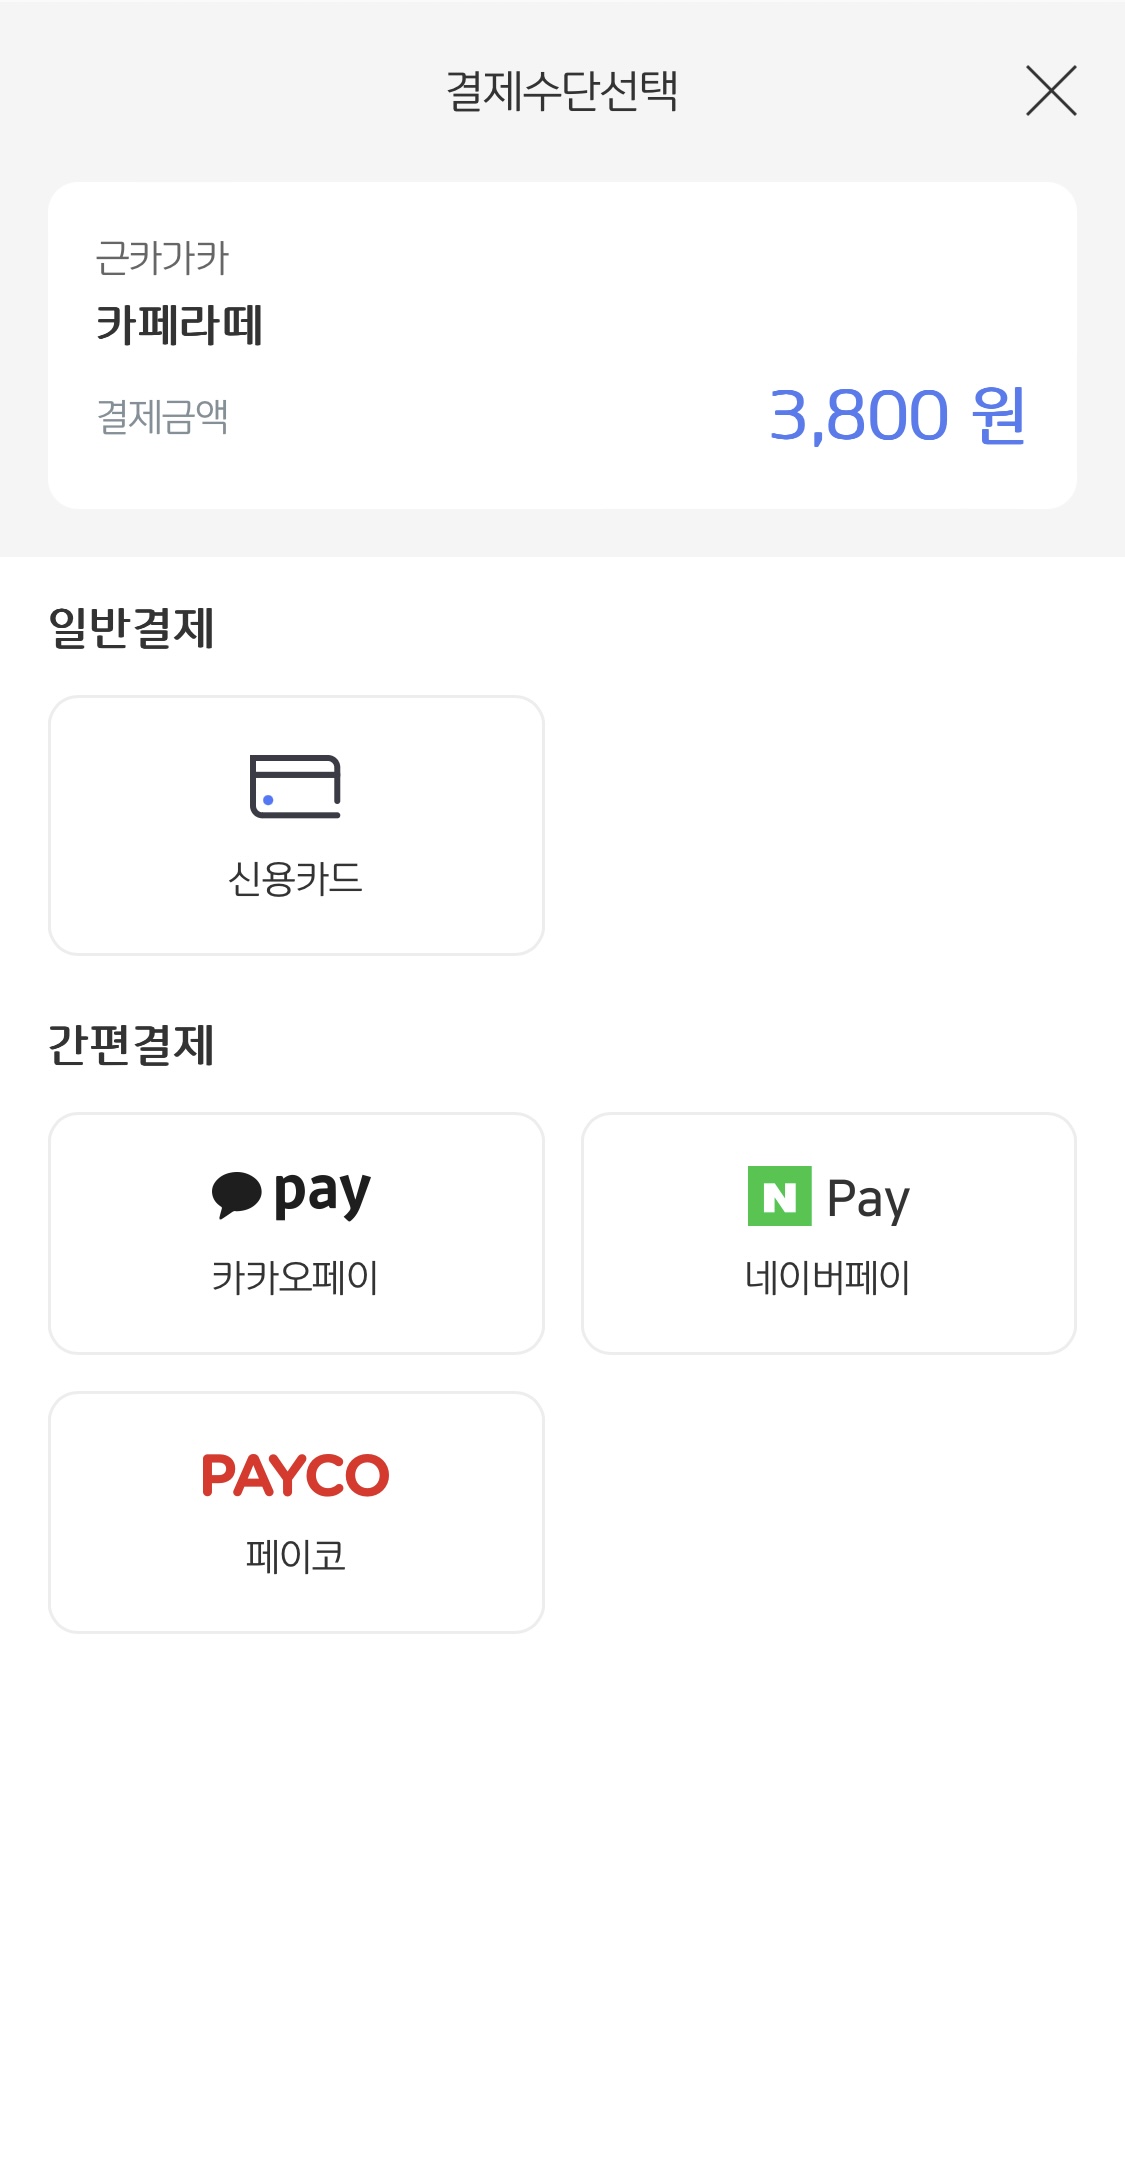 결제수단선택
근카가카
카페라떼
결제금액
3,800 원
일반결제
신용카드
간편결제
pay
카카오페이
N Pay
네이버페이
PAYCO
페이코